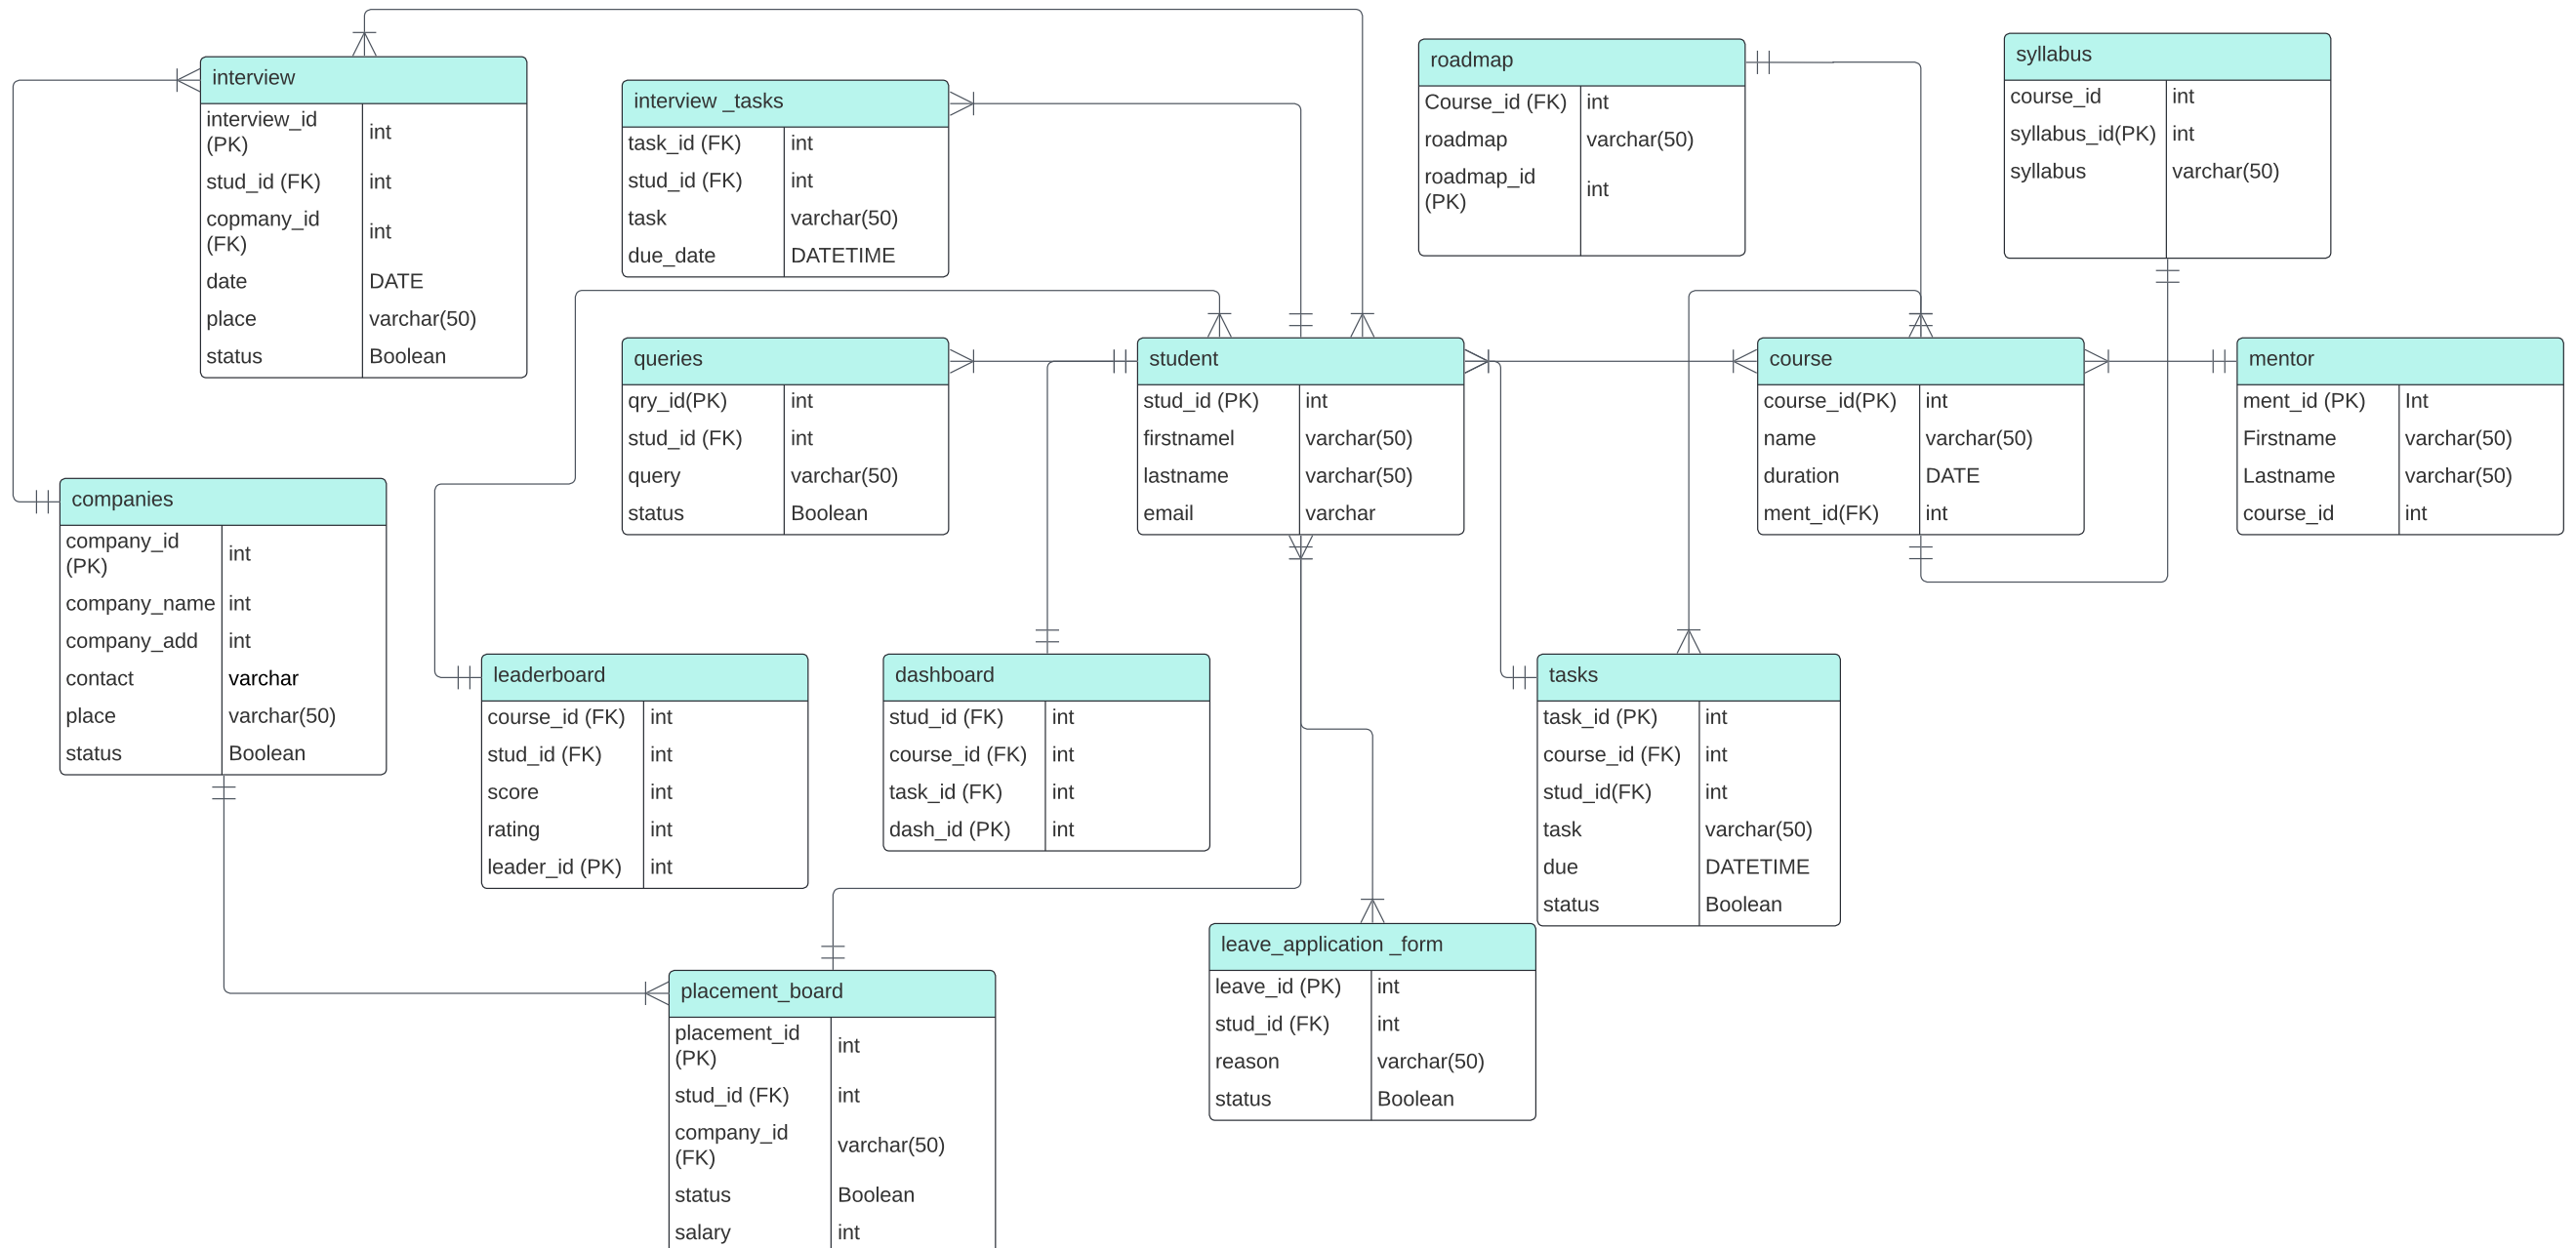 interview
interview_id
(PK)
int
stud_id (FK)
int
copmany_id
(FK)
int
date
DATE
place
varchar(50)
status
Boolean
interview _tasks
task_id (FK)
int
stud_id (FK)
int
task
varchar(50)
due_date
DATETIME
roadmap
Course_id (FK)
int
roadmap
varchar(50)
roadmap_id
(PK)
int
syllabus
course_id
int
syllabus_id(PK)
int
syllabus
varchar(50)
queries
qry_id(PK)
int
stud_id (FK)
int
query
varchar(50)
status
Boolean
student
stud_id (PK)
int
firstnamel
varchar(50)
lastname
varchar(50)
email
varchar
course
course_id(PK)
int
name
varchar(50)
duration
DATE
ment_id(FK)
int
mentor
ment_id (PK)
Int
Firstname
varchar(50)
Lastname
varchar(50)
course_id
int
companies
company_id
(PK)
int
company_name
int
company_add
int
contact
varchar
place
varchar(50)
status
Boolean
leaderboard
course_id (FK)
int
stud_id (FK)
int
score
int
rating
int
leader_id (PK)
int
dashboard
stud_id (FK)
int
course_id (FK)
int
task_id (FK)
int
dash_id (PK)
int
tasks
task_id (PK)
int
course_id (FK)
int
stud_id(FK)
int
task
varchar(50)
due
DATETIME
status
Boolean
placement_board
placement_id
(PK)
int
stud_id (FK)
int
company_id
(FK)
varchar(50)
status
Boolean
salary
int
leave_application _form
leave_id (PK)
int
stud_id (FK)
int
reason
varchar(50)
status
Boolean